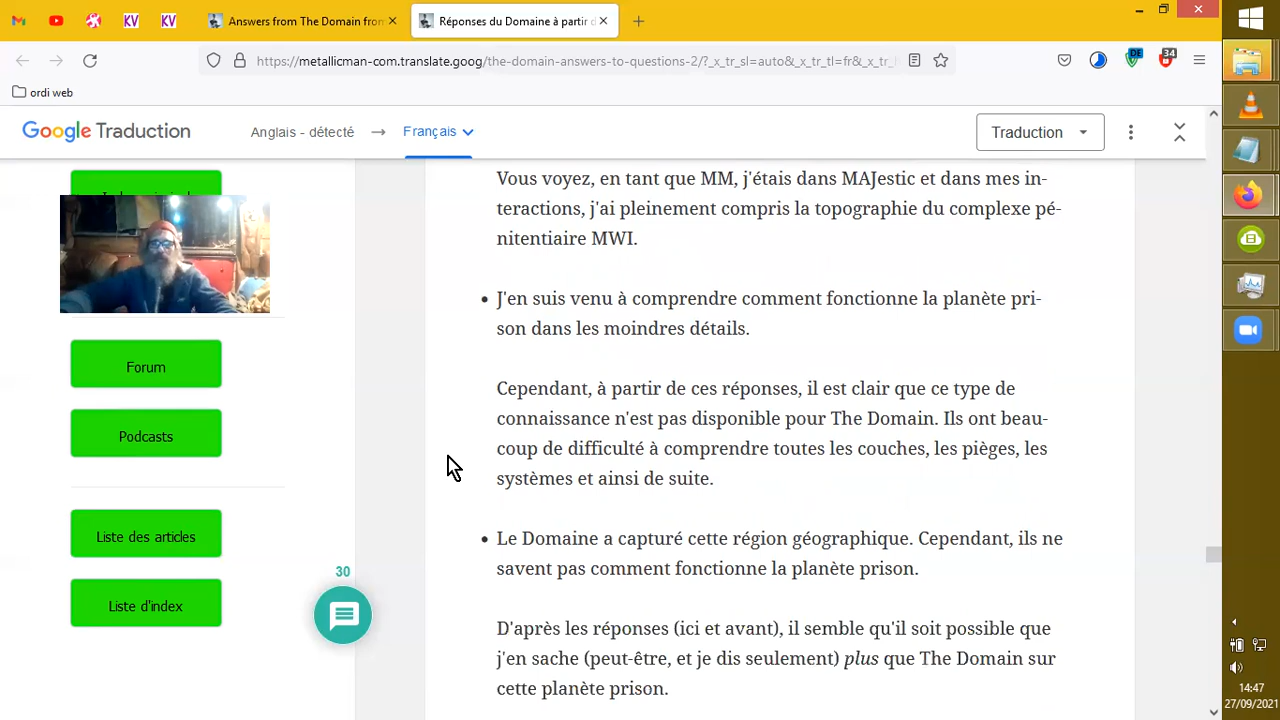 Answers from The Domain from
Réponses du Domaine à partir d
https://metallicman-com.translate.goog/the-domain-answers-to-questions-2/?_x_tr_sl=auto&_x_tr_tl=fr&_x_tr_
DE
34
ordi web
Google Traduction
Anglais - détecté
Français
Traduction
Forum
Podcasts
Liste des articles
Liste d'index
30
Vous voyez, en tant que MM, j'étais dans MAJestic et dans mes in-
teractions, j'ai pleinement compris la topographie du complexe pé-
nitentiaire MWI.
• J'en suis venu à comprendre comment fonctionne la planète pri-
son dans les moindres détails.
Cependant, à partir de ces réponses, il est clair que ce type de
connaissance n'est pas disponible pour The Domain. Ils ont beau-
coup de difficulté à comprendre toutes les couches, les pièges, les
systèmes et ainsi de suite.
• Le Domaine a capturé cette région géographique. Cependant, ils ne
savent pas comment fonctionne la planète prison.
D'après les réponses (ici et avant), il semble qu'il soit possible que
j'en sache (peut-être, et je dis seulement) plus que The Domain sur
cette planète prison.
14:47
27/09/2021